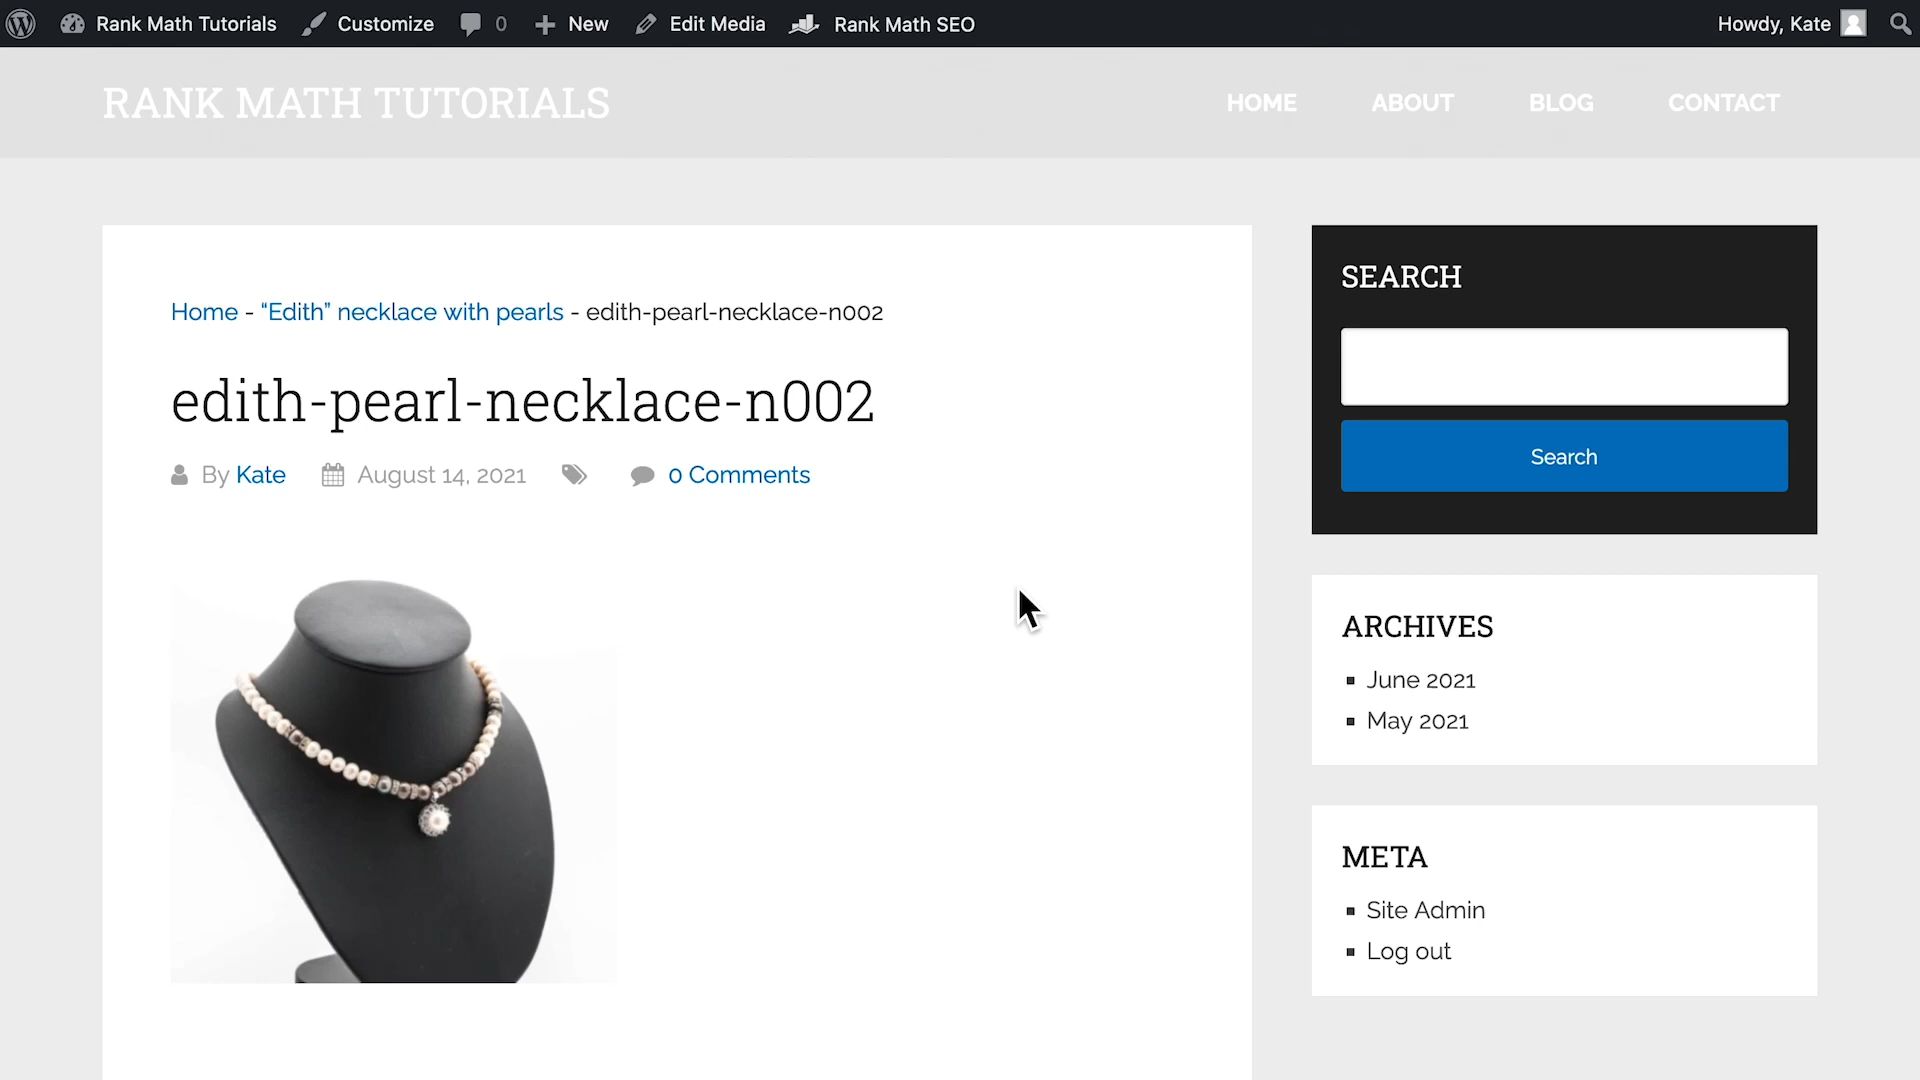 Rank Math Tutorials Customize 0 New Edit Media Rank Math SEO Howdy, Kate
RANK MATH TUTORIALS HOME ABOUT BLOG CONTACT
Home - “Edith” necklace with pearls - edith-pearl-necklace-n002
edith-pearl-necklace-n002
By Kate August 14, 2021 0 Comments
SEARCH
Search
ARCHIVES
June 2021
May 2021
META
Site Admin
Log out